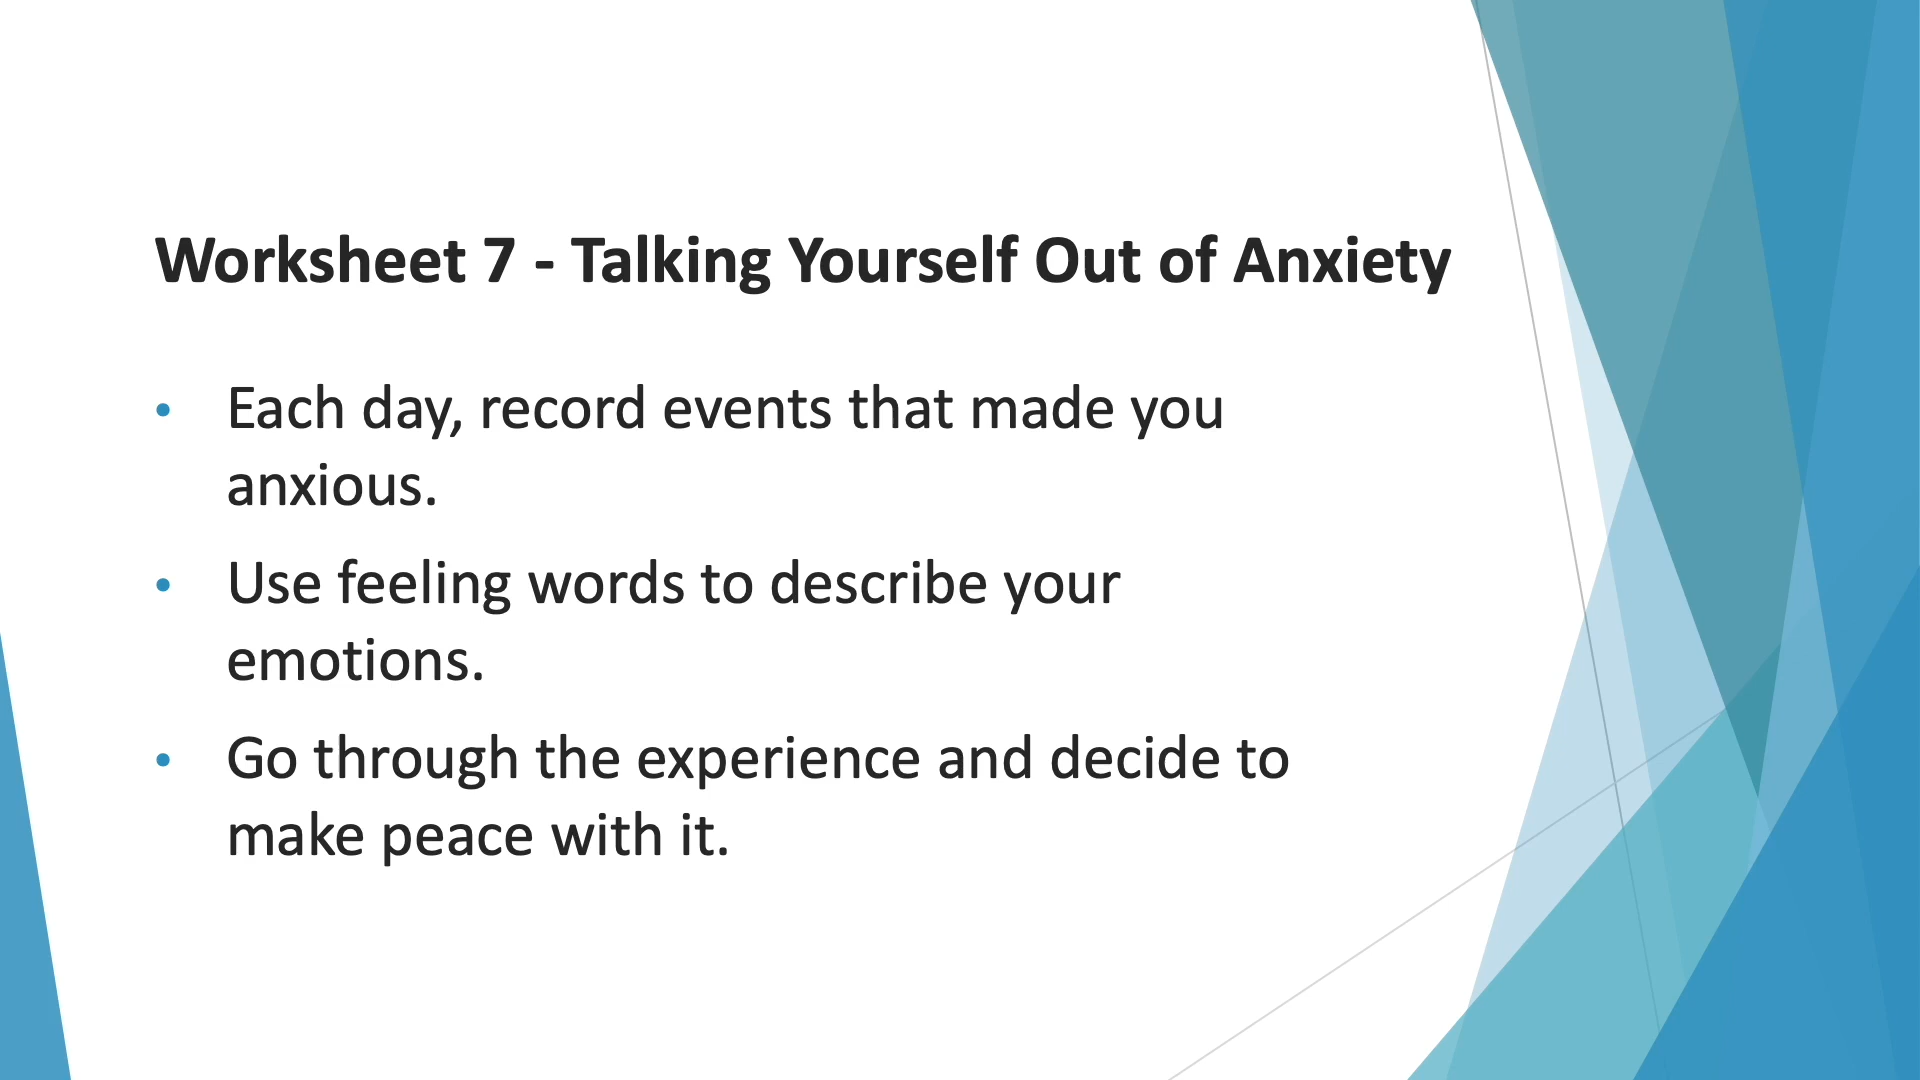 Worksheet 7 - Talking Yourself Out of Anxiety
• Each day, record events that made you
anxious.
• Use feeling words to describe your
emotions.
• Go through the experience and decide to
make peace with it.